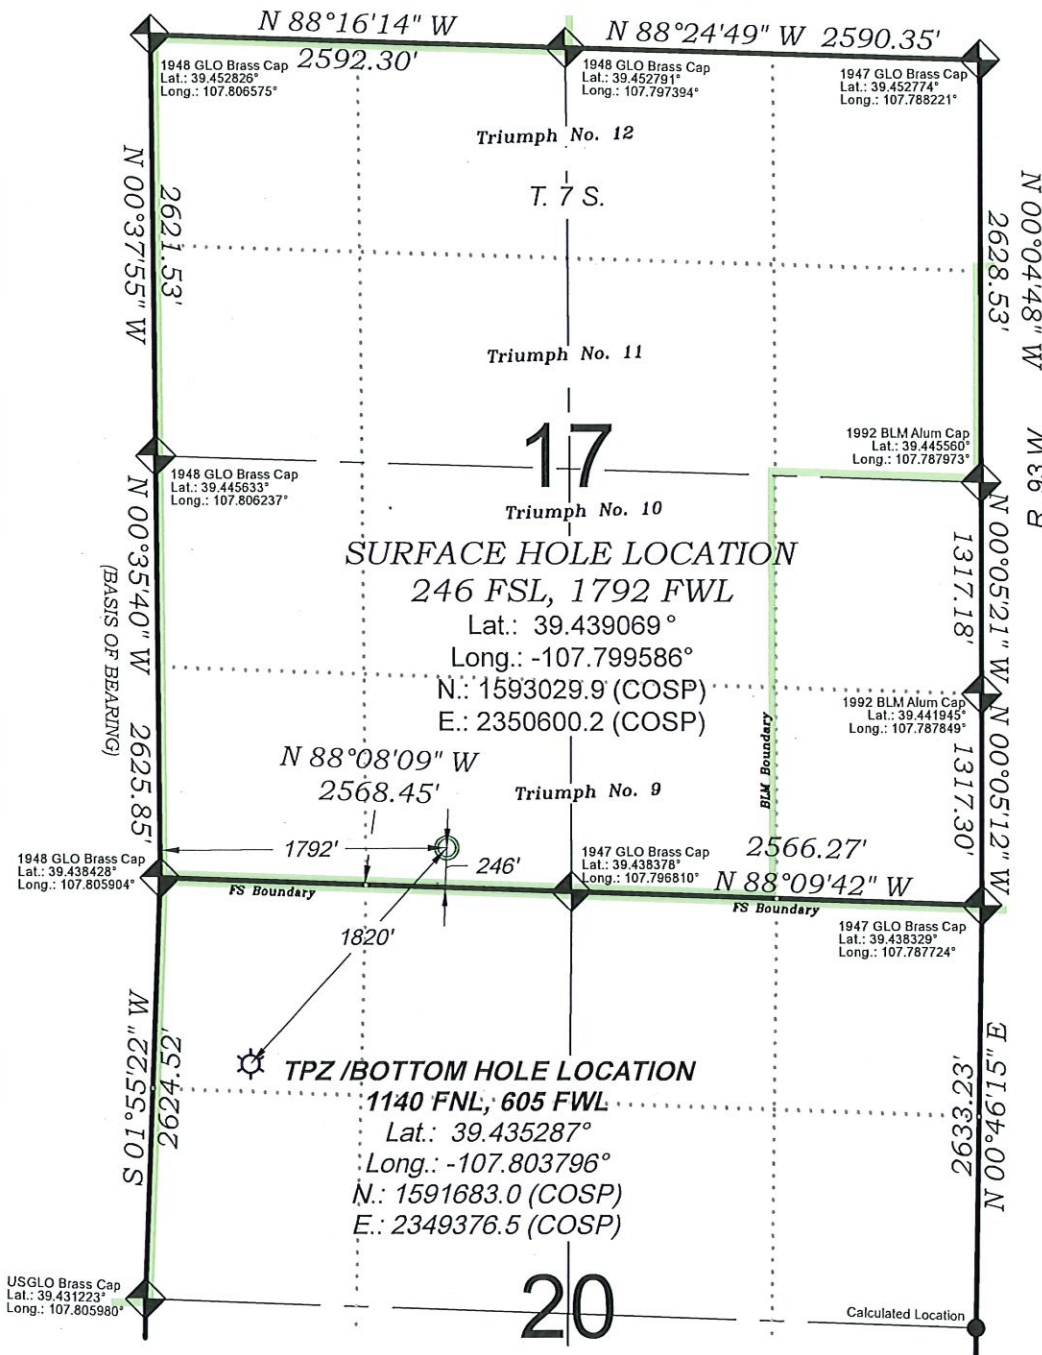 N 88°16'14" W
2592.30'
N 88°24'49" W 2590.35'
1948 GLO Brass Cap
Lat.: 39.452826°
Long.: 107.806575°
1948 GLO Brass Cap
Lat.: 39.452791°
Long.: 107.797394°
1947 GLO Brass Cap
Lat.: 39.452774°
Long.: 107.788221°
Triumph No. 12
T. 7 S.
N 00°37'55" W
2621.53'
N 00°04'48" W
2628.53'
R 93W
Triumph No. 11
17
1992 BLM Alum Cap
Lat.: 39.445560°
Long.: 107.787973°
1948 GLO Brass Cap
Lat.: 39.445633°
Long.: 107.806237°
Triumph No. 10
SURFACE HOLE LOCATION
246 FSL, 1792 FWL
Lat.: 39.439069°
Long.: -107.799586°
N.: 1593029.9 (COSP)
E.: 2350600.2 (COSP)
N 00°35'40" W 2625.85'
(BASIS OF BEARING)
N 00°05'21" W
1317.18'
1992 BLM Alum Cap
Lat.: 39.441945°
Long.: 107.787849°
N 00°05'12" W
1317.30'
BLM Boundary
N 88°08'09" W
2568.45'
Triumph No. 9
1792'
246'
1948 GLO Brass Cap
Lat.: 39.438428°
Long.: 107.805904°
FS Boundary
1947 GLO Brass Cap
Lat.: 39.438378°
Long.: 107.796810°
2566.27'
N 88°09'42" W
FS Boundary
1947 GLO Brass Cap
Lat.: 39.438329°
Long.: 107.787724°
1820'
S 01°55'22" W
2624.52'
N 00°46'15" E
2633.23'
TPZ /BOTTOM HOLE LOCATION
1140 FNL, 605 FWL
Lat.: 39.435287°
Long.: -107.803796°
N.: 1591683.0 (COSP)
E.: 2349376.5 (COSP)
USGLO Brass Cap
Lat.: 39.431223°
Long.: 107.805980°
20
Calculated Location